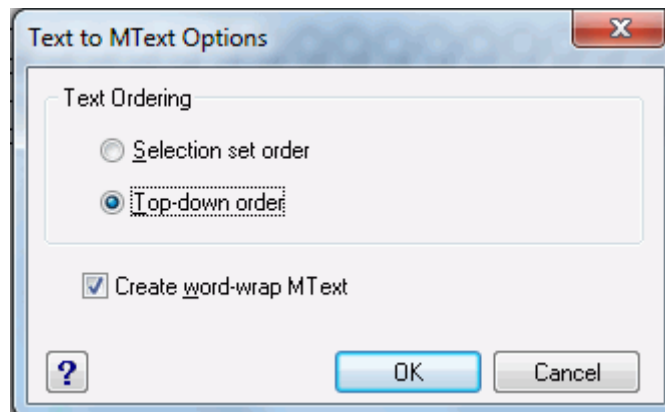 Text to MText Options
Text Ordering
Selection set order
Top-down order
Create word-wrap MText
?
OK
Cancel